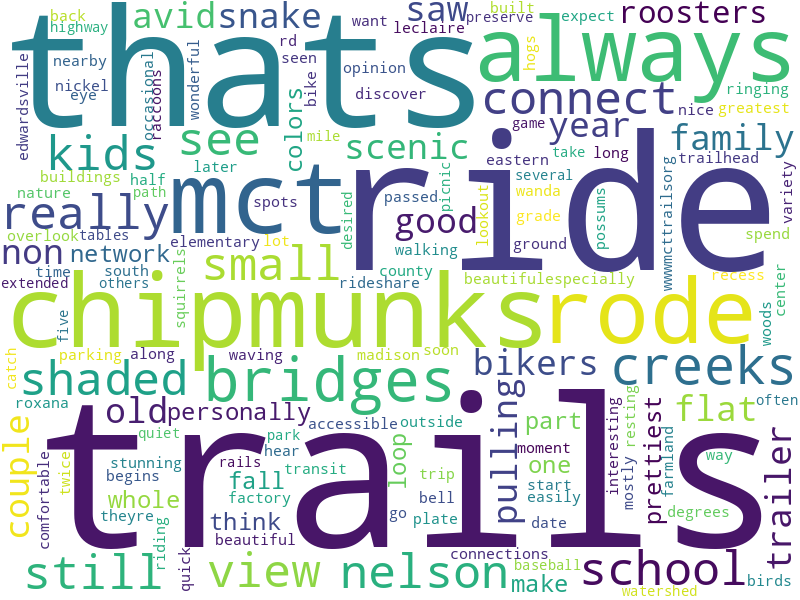 thats
ride
trails
chipmunks
always
rode
mct
bridges
kids
see
avid
snake
saw
roosters
connect
year
family
scenic
colors
really
non
network
small
good
shaded
bikers
creeks
old
personally
couple
still
view
nelson
school
trailer
prettiest
flat
pulling
part
one
loop
fall
think
whole
make
back
highway
nearby
nickel
eye
edwardsville
occasional
raccoons
wonderful
rd
seen
bike
want
leclaire
preserve
built
expect
hogs
opinion
discover
ringing
nice
greatest
game
mile
later
buildings
half
nature
path
spots
overlook
tables
elementary
lot
desired
passed
picnic
walking
county
eastern
several
take
long
wanda
grade
lookout
ground
possums
trailhead
wwwmcttrailsorg
variety
spend
recess
center
woods
time
south
extended
others
squirrels
rideshare
beautifulespecially
five
catch
parking
along
waving
madison
soon
roxana
accessible
outside
quiet
park
hear
rails
stunning
begins
transit
trip
factory
bell
go
plate
twice
comfortable
theyre
riding
quick
beautiful
moment
start
easily
date
interesting
mostly
resting
farmland
way
degrees
often
connections
baseball
watershed
birds